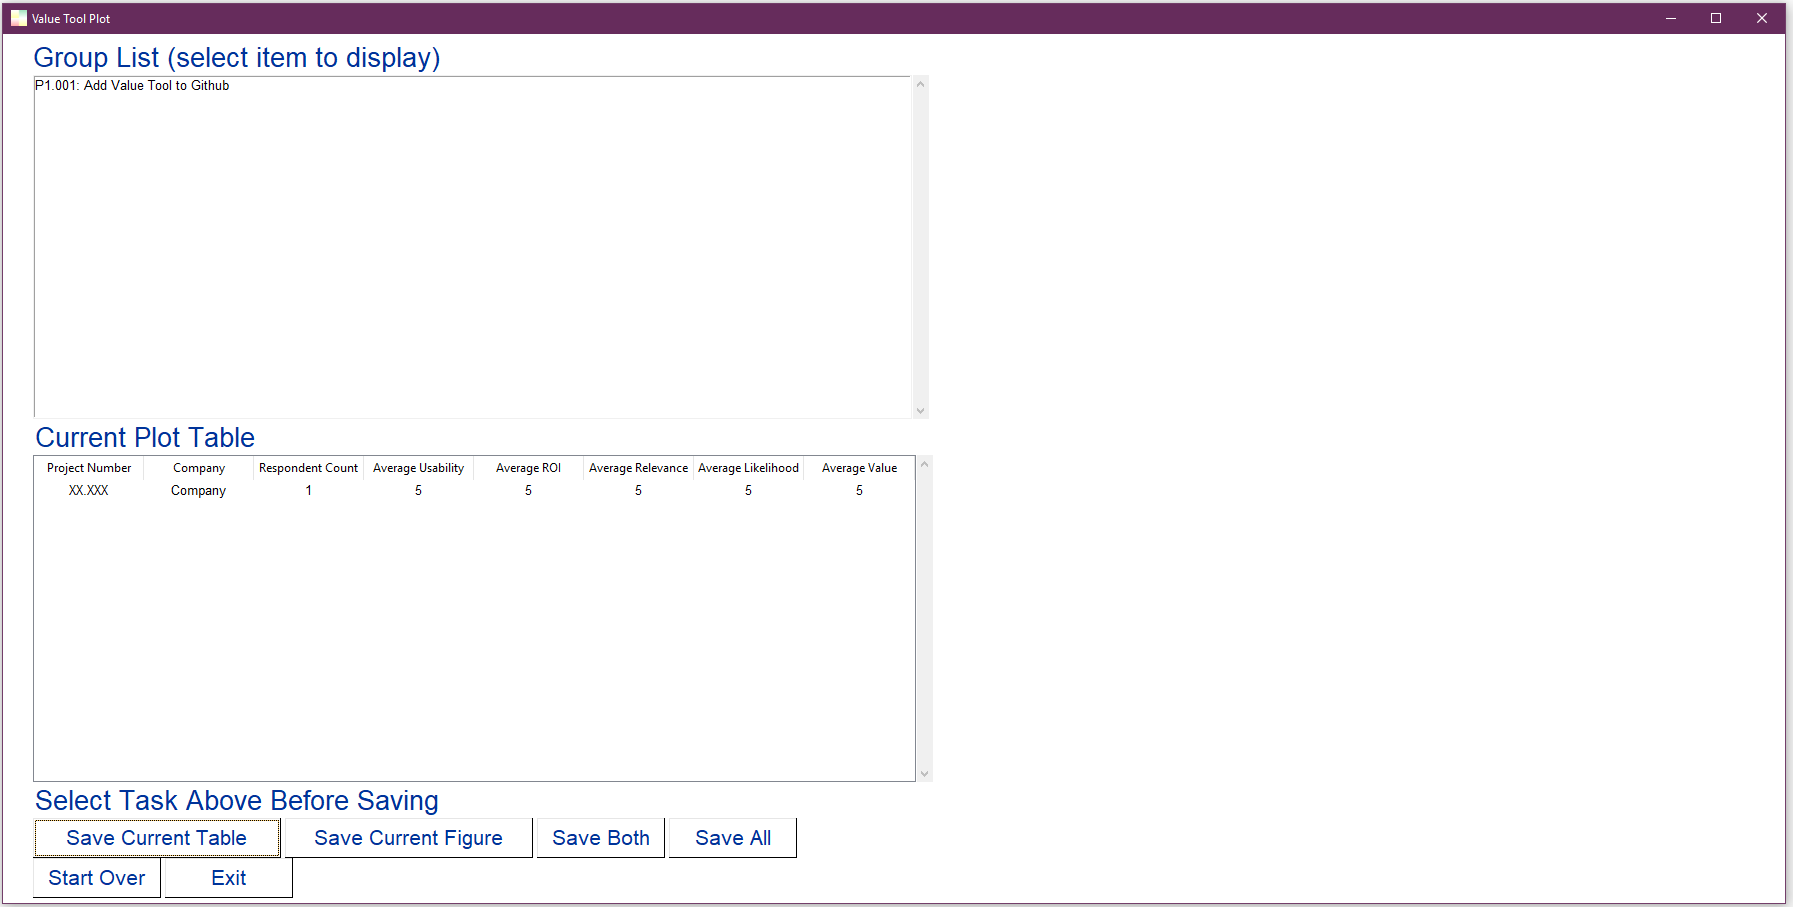 Value Tool Plot
Group List (select item to display)
P1.001: Add Value Tool to Github
Current Plot Table
Project Number Company Respondent Count Average Usability Average ROI Average Relevance Average Likelihood Average Value
XX.XXX Company 1 5 5 5 5 5
Select Task Above Before Saving
Save Current Table Save Current Figure Save Both Save All
Start Over Exit